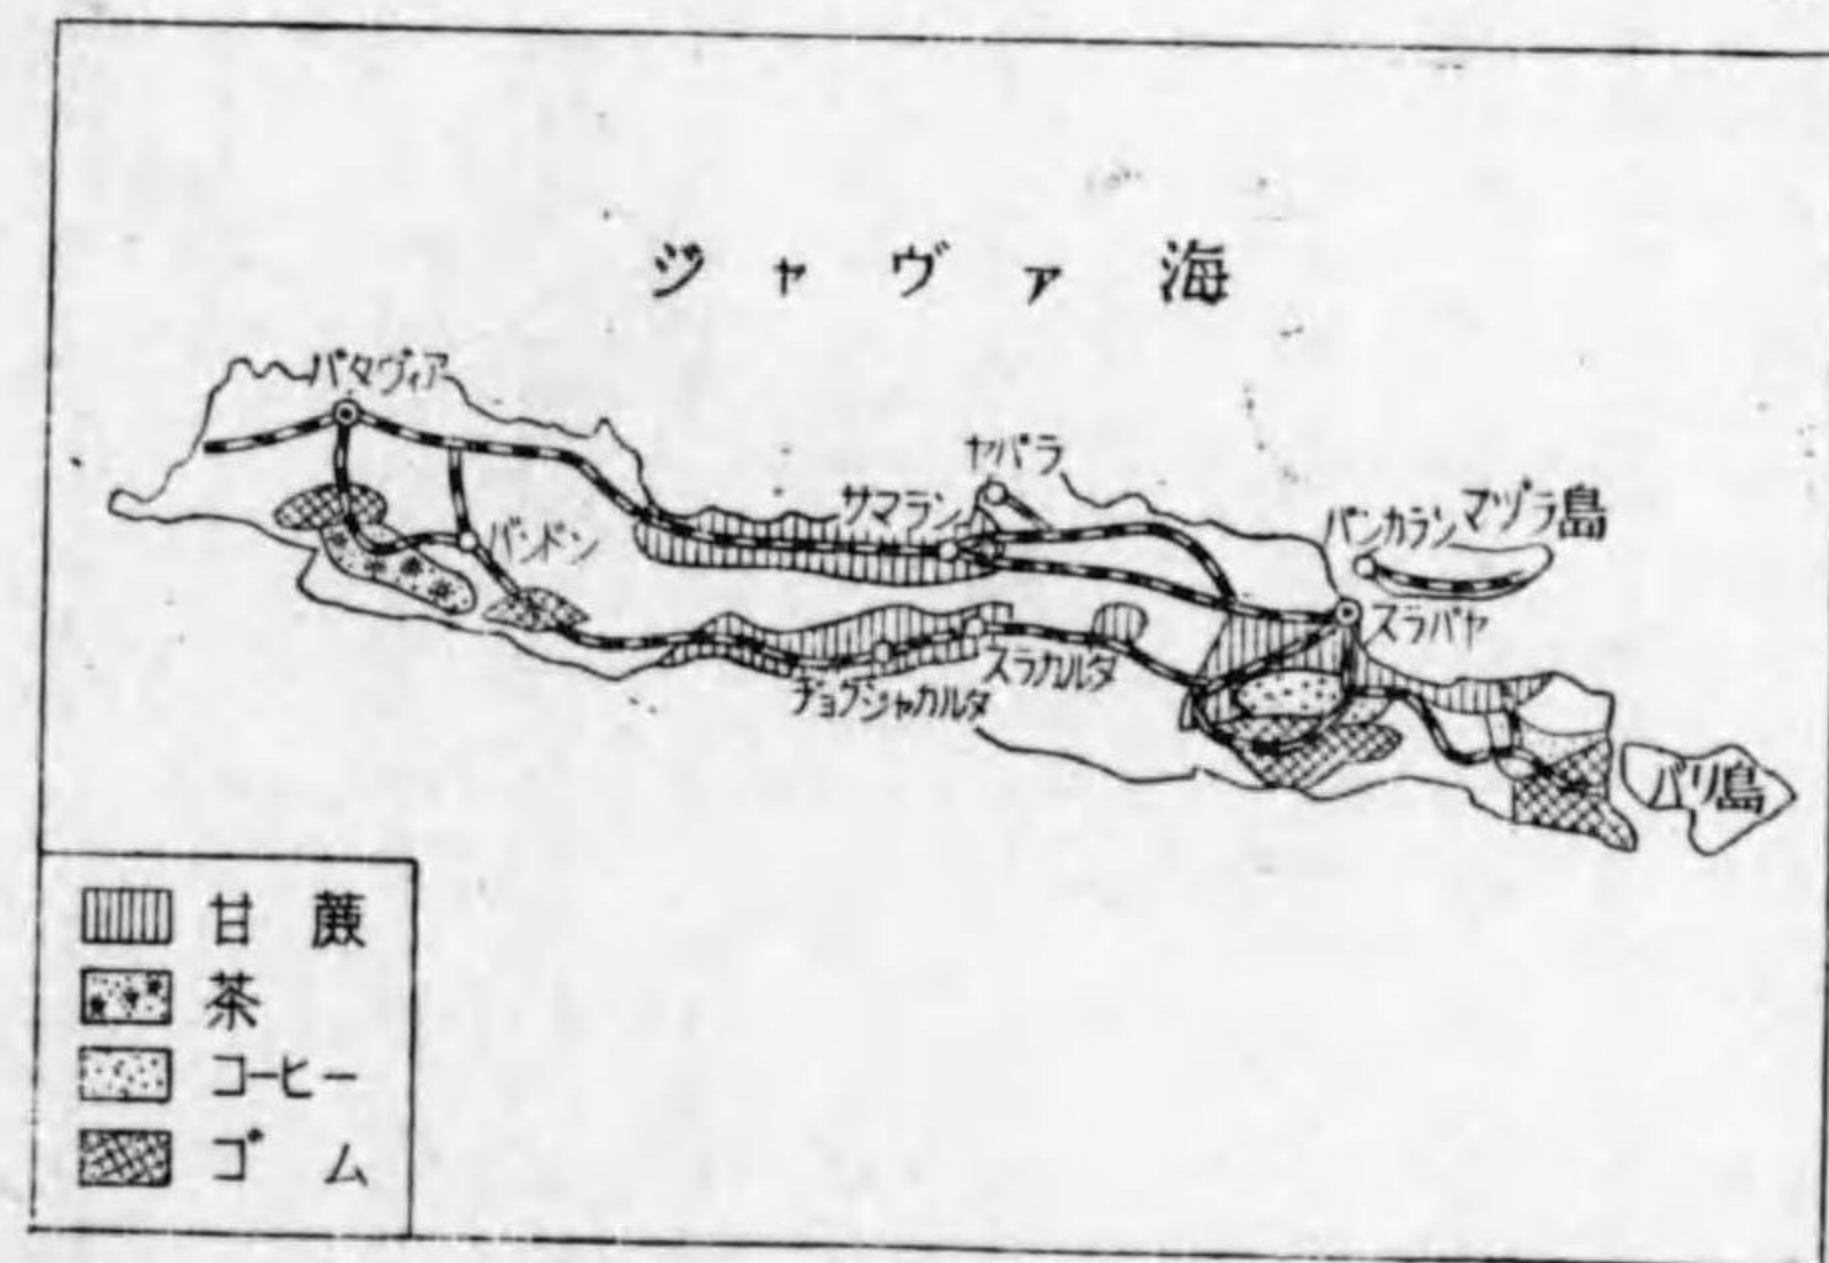 ジャヴァ海
バタヴィア
ヤパラ
サマラン
バンカラン
マヅラ島
バンドン
スラバヤ
スラカルタ
ヂョクジャカルタ
バリ島
甘蔗
茶
コーヒー
ゴム